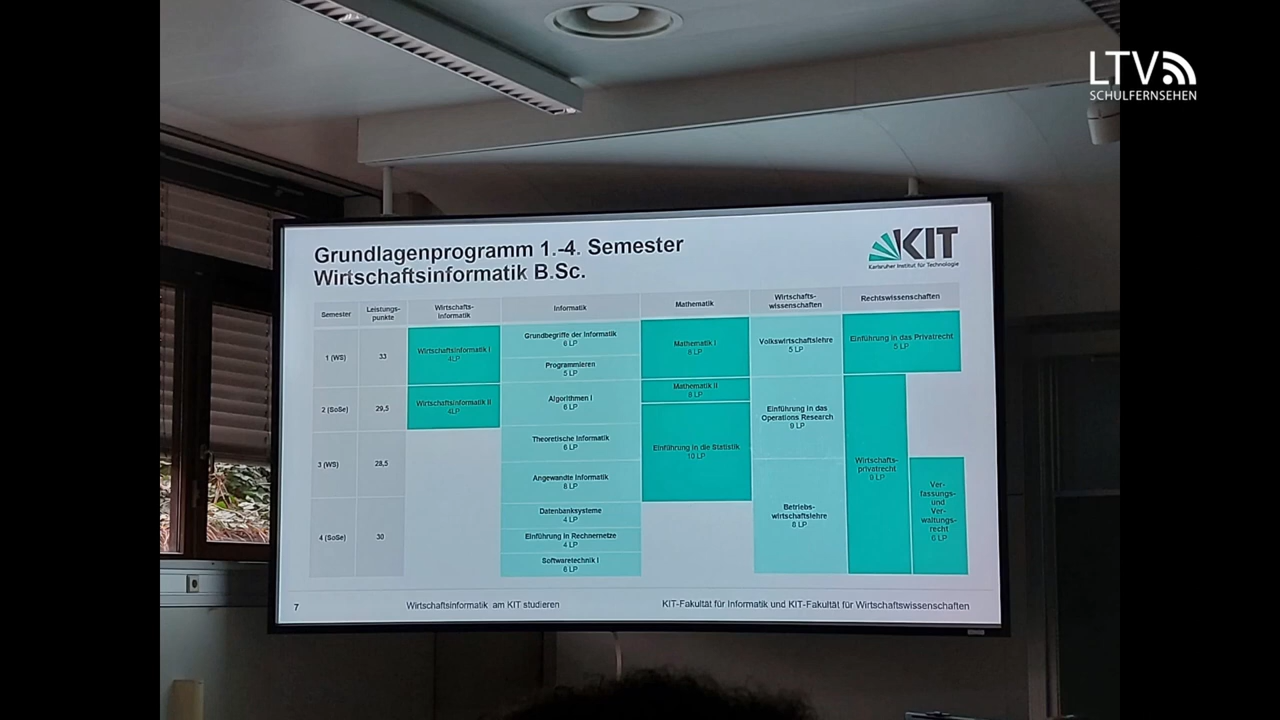 LTV
SCHULFERNSEHEN
Grundlagenprogramm 1.-4. Semester
Wirtschaftsinformatik B.Sc.
KIT
Karlsruher Institut für Technologie
Semester
Leistungs-
punkte
Wirtschafts-
informatik
Informatik
Mathematik
Wirtschafts-
wissenschaften
Rechtswissenschaften
1 (WS)
33
Wirtschaftsinformatik I
4LP
Grundbegriffe der Informatik
6 LP
Programmieren
5 LP
Mathematik I
8 LP
Volkswirtschaftslehre
5 LP
Einführung in das Privatrecht
5 LP
2 (SoSe)
29,5
Wirtschaftsinformatik II
4LP
Algorithmen I
6 LP
Mathematik II
8 LP
Einführung in das
Operations Research
9 LP
3 (WS)
28,5
Theoretische Informatik
6 LP
Angewandte Informatik
8 LP
Einführung in die Statistik
10 LP
Wirtschafts-
privatrecht
9 LP
4 (SoSe)
30
Datenbanksysteme
4 LP
Einführung in Rechnernetze
4 LP
Softwaretechnik I
6 LP
Betriebs-
wirtschaftslehre
8 LP
Ver-
fassungs-
und
Ver-
waltungs-
recht
6 LP
7
Wirtschaftsinformatik am KIT studieren
KIT-Fakultät für Informatik und KIT-Fakultät für Wirtschaftswissenschaften